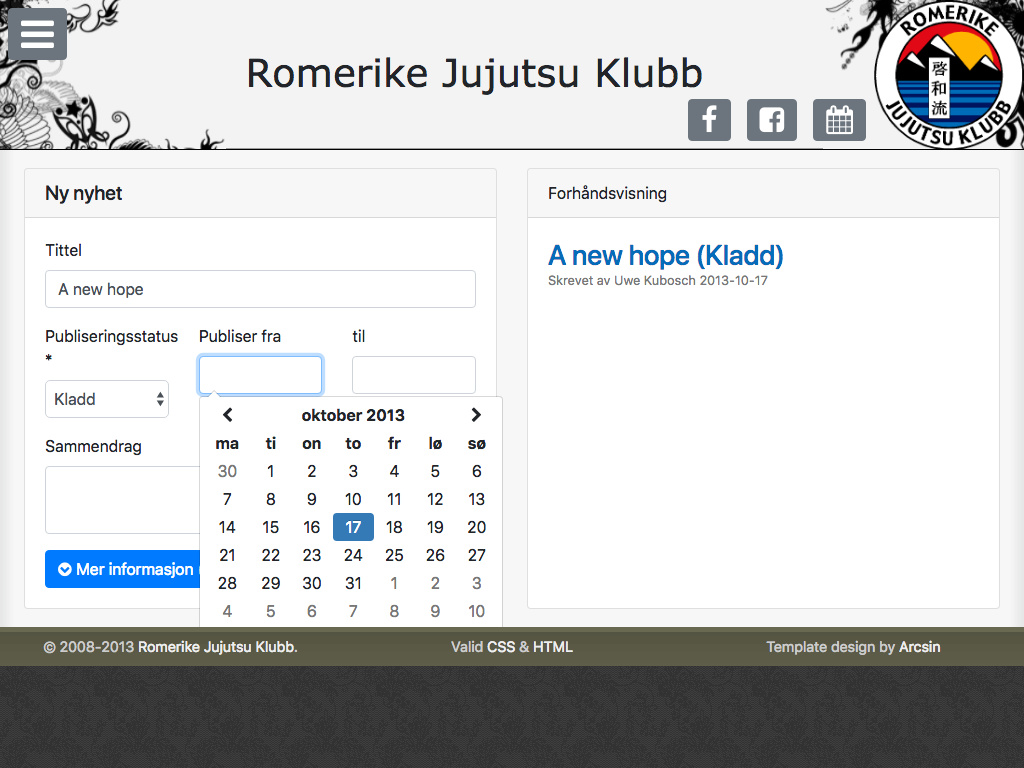 Romerike Jujutsu Klubb
ROMERIKE
啓和流
JUJUTSU KLUBB
Ny nyhet
Forhåndsvisning
Tittel
A new hope
A new hope (Kladd)
Skrevet av Uwe Kubosch 2013-10-17
Publiseringsstatus
*
Publiser fra
til
Kladd
oktober 2013
ma ti on to fr lø sø
30 1 2 3 4 5 6
7 8 9 10 11 12 13
14 15 16 17 18 19 20
21 22 23 24 25 26 27
28 29 30 31 1 2 3
4 5 6 7 8 9 10
Sammendrag
Mer informasjon
© 2008-2013 Romerike Jujutsu Klubb.
Valid CSS & HTML
Template design by Arcsin